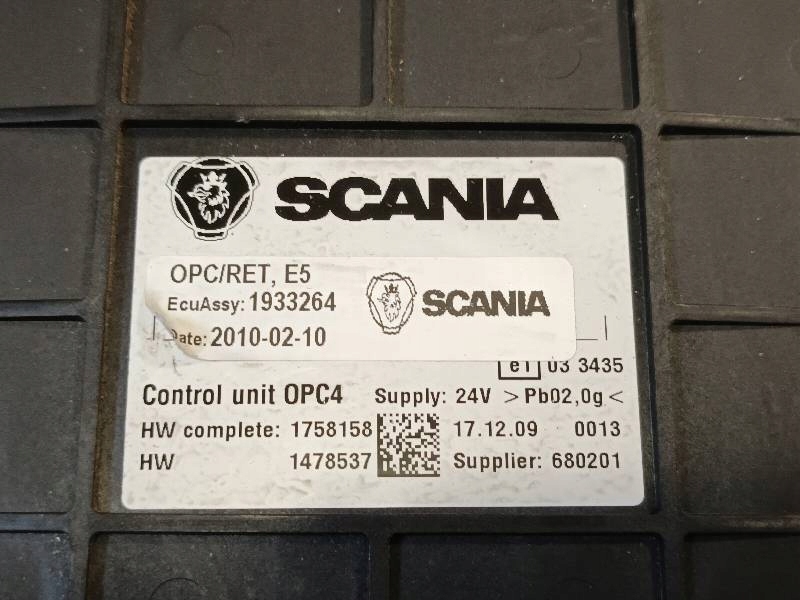 SCANIA
OPC/RET, E5
EcuAssy: 1933264
SCANIA
Date: 2010-02-10
e1 03 3435
Control unit OPC4 Supply: 24V >Pb02,0g<
HW complete: 1758158 17.12.09 0013
HW 1478537 Supplier: 680201